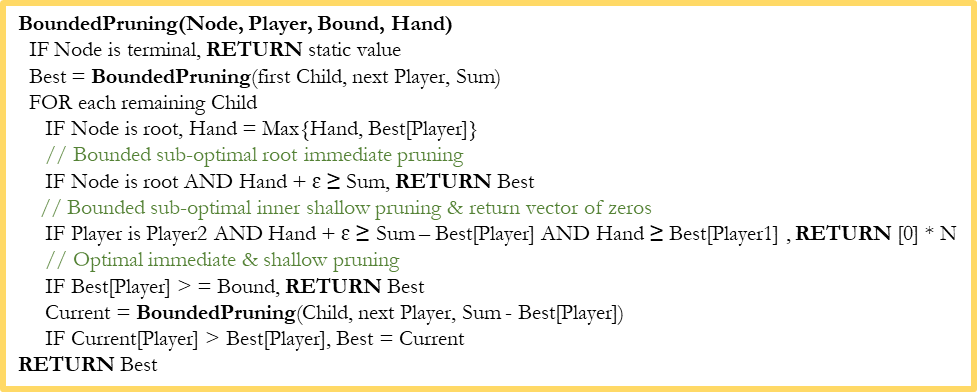 BoundedPruning(Node, Player, Bound, Hand)
IF Node is terminal, RETURN static value
Best = BoundedPruning(first Child, next Player, Sum)
FOR each remaining Child
IF Node is root, Hand = Max{Hand, Best[Player]}
// Bounded sub-optimal root immediate pruning
IF Node is root AND Hand + ε ≥ Sum, RETURN Best
// Bounded sub-optimal inner shallow pruning & return vector of zeros
IF Player is Player2 AND Hand + ε ≥ Sum – Best[Player] AND Hand ≥ Best[Player1] , RETURN [0] * N
// Optimal immediate & shallow pruning
IF Best[Player] > = Bound, RETURN Best
Current = BoundedPruning(Child, next Player, Sum - Best[Player])
IF Current[Player] > Best[Player], Best = Current
RETURN Best